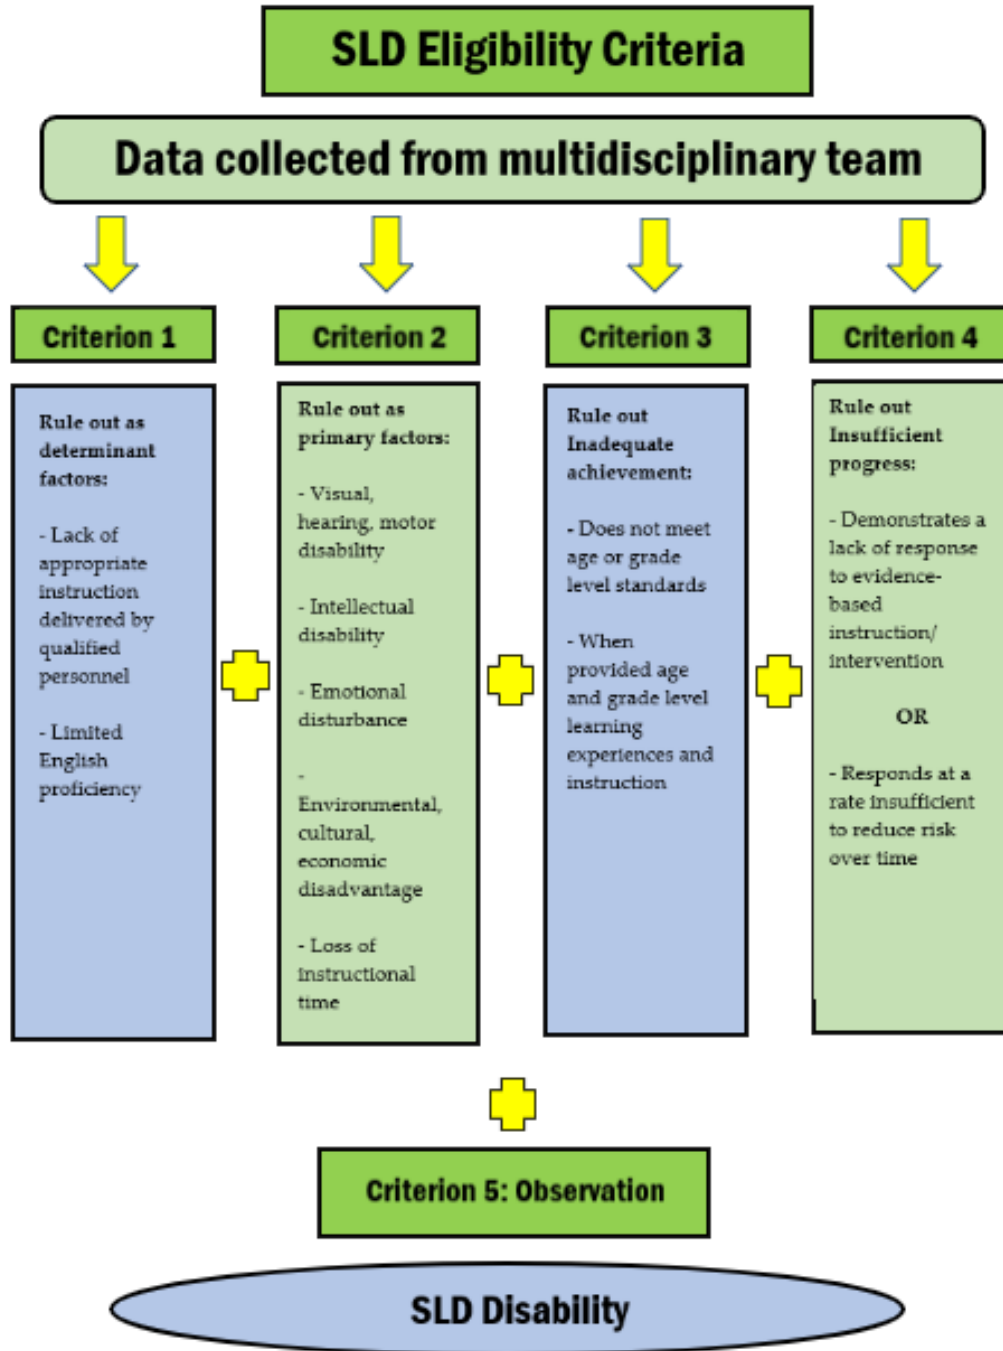 SLD Eligibility Criteria
Data collected from multidisciplinary team
Criterion 1
Rule out as
determinant
factors:
- Lack of
appropriate
instruction
delivered by
qualified
personnel
- Limited
English
proficiency
Criterion 2
Rule out as
primary factors:
- Visual,
hearing, motor
disability
- Intellectual
disability
- Emotional
disturbance
-
Environmental,
cultural,
economic
disadvantage
- Loss of
instructional
time
Criterion 3
Rule out
Inadequate
achievement:
- Does not meet
age or grade
level standards
- When
provided age
and grade level
learning
experiences and
instruction
Criterion 4
Rule out
Insufficient
progress:
- Demonstrates a
lack of response
to evidence-
based
instruction/
intervention
OR
- Responds at a
rate insufficient
to reduce risk
over time
Criterion 5: Observation
SLD Disability